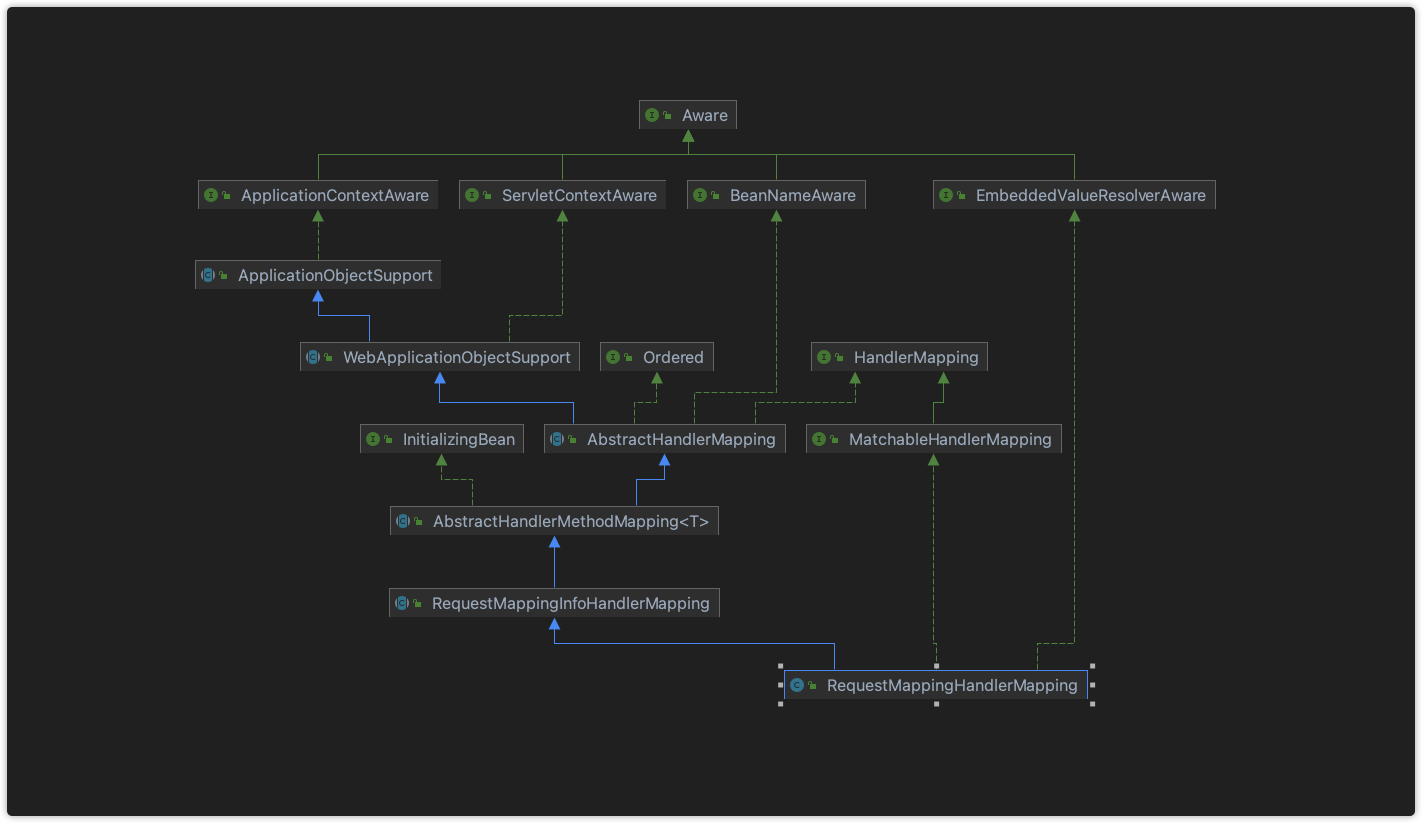 Aware
ApplicationContextAware
ServletContextAware
BeanNameAware
EmbeddedValueResolverAware
ApplicationObjectSupport
WebApplicationObjectSupport
Ordered
HandlerMapping
InitializingBean
AbstractHandlerMapping
MatchableHandlerMapping
AbstractHandlerMethodMapping<T>
RequestMappingInfoHandlerMapping
RequestMappingHandlerMapping